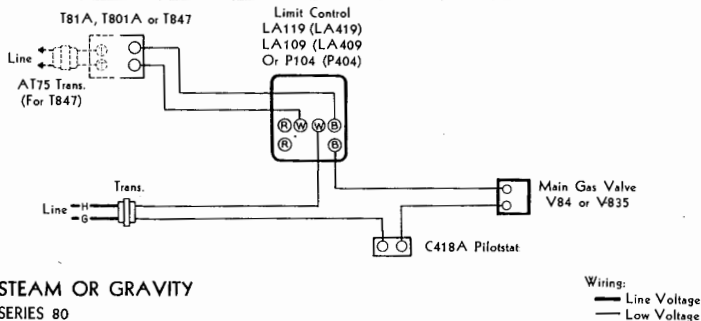 T81A, T801A or T847
Line
AT75 Trans.
(For T847)
Limit Control
LA119 (LA419)
LA109 (LA409
Or P104 (P404)
R W W B
R B
Trans.
Line H
G
Main Gas Valve
V84 or V835
C418A Pilotstat
STEAM OR GRAVITY
SERIES 80
Wiring:
Line Voltage
Low Voltage